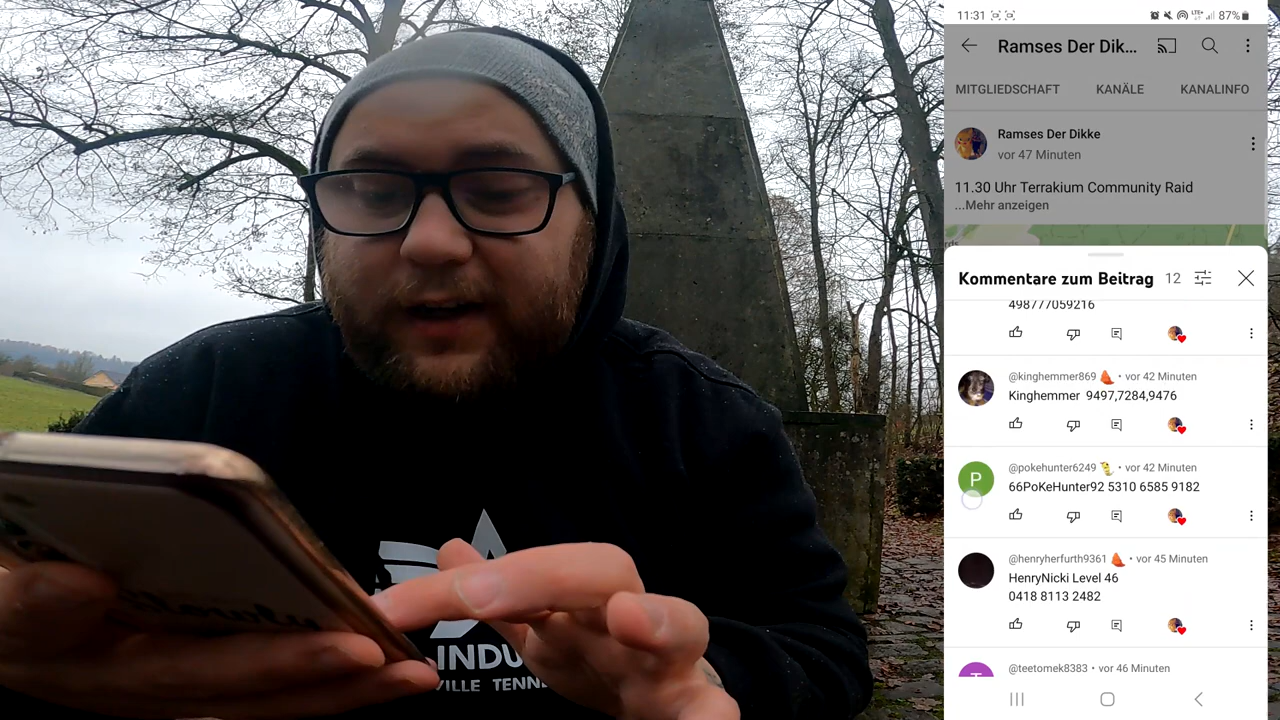 11:31
87%
Ramses Der Dik...
MITGLIEDSCHAFT KANÄLE KANALINFO
Ramses Der Dikke
vor 47 Minuten
11.30 Uhr Terrakium Community Raid
...Mehr anzeigen
Kommentare zum Beitrag 12
498777059216
@kinghemmer869 • vor 42 Minuten
Kinghemmer 9497,7284,9476
P
@pokehunter6249 • vor 42 Minuten
66PoKeHunter92 5310 6585 9182
@henryherfurth9361 • vor 45 Minuten
HenryNicki Level 46
0418 8113 2482
@teetomek8383 • vor 46 Minuten
INDU
VILLE TENN